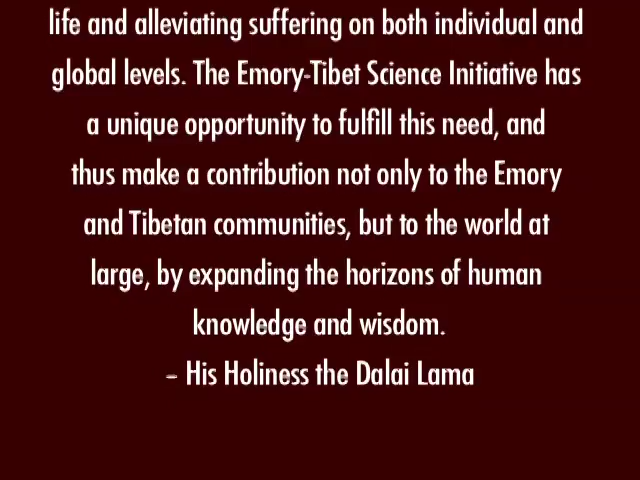 life and alleviating suffering on both individual and
global levels. The Emory-Tibet Science Initiative has
a unique opportunity to fulfill this need, and
thus make a contribution not only to the Emory
and Tibetan communities, but to the world at
large, by expanding the horizons of human
knowledge and wisdom.
– His Holiness the Dalai Lama